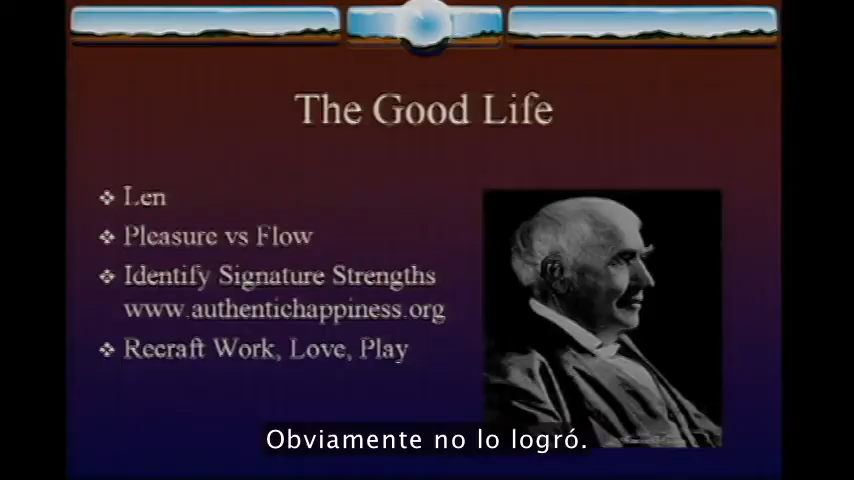 The Good Life
Len
Pleasure vs Flow
Identify Signature Strengths
www.authentichappiness.org
Recraft Work, Love, Play
Obviamente no lo logró.